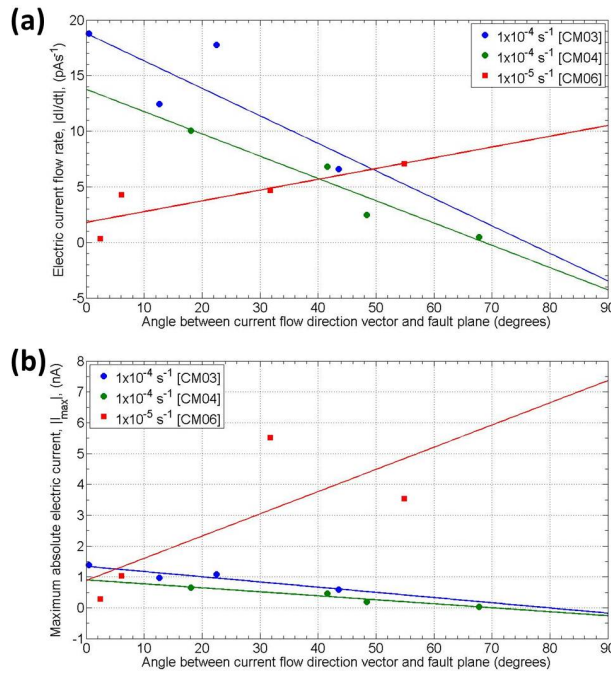 (a)
Electric current flow rate, |dI/dt|, (pAs⁻¹)
20
15
10
5
0
-5
1x10⁻⁴ s⁻¹ [CM03]
1x10⁻⁴ s⁻¹ [CM04]
1x10⁻⁵ s⁻¹ [CM06]
0 10 20 30 40 50 60 70 80 90
Angle between current flow direction vector and fault plane (degrees)
(b)
Maximum absolute electric current, |I_max|, (nA)
8
7
6
5
4
3
2
1
0
-1
1x10⁻⁴ s⁻¹ [CM03]
1x10⁻⁴ s⁻¹ [CM04]
1x10⁻⁵ s⁻¹ [CM06]
0 10 20 30 40 50 60 70 80 90
Angle between current flow direction vector and fault plane (degrees)